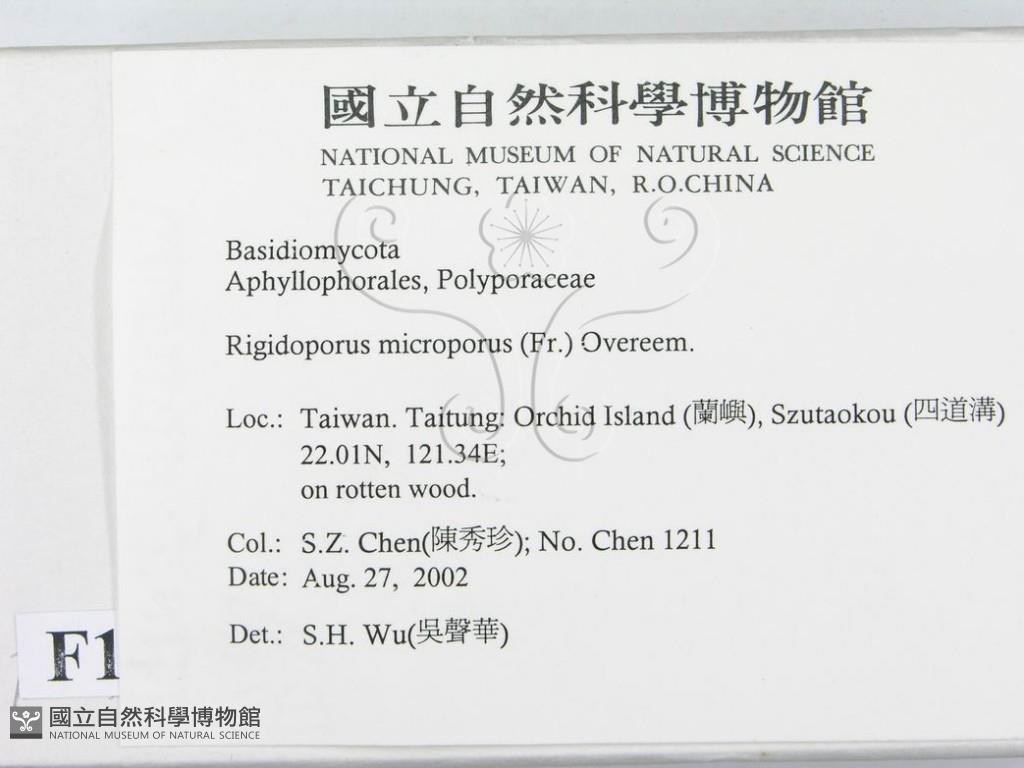 國立自然科學博物館
NATIONAL MUSEUM OF NATURAL SCIENCE
TAICHUNG, TAIWAN, R.O.CHINA
Basidiomycota
Aphyllophorales, Polyporaceae
Rigidoporus microporus (Fr.) Overeem.
Loc.: Taiwan. Taitung: Orchid Island (蘭嶼), Szutaokou (四道溝)
22.01N, 121.34E;
on rotten wood.
Col.: S.Z. Chen(陳秀珍); No. Chen 1211
Date: Aug. 27, 2002
Det.: S.H. Wu(吳聲華)
F1
國立自然科學博物館
NATIONAL MUSEUM OF NATURAL SCIENCE